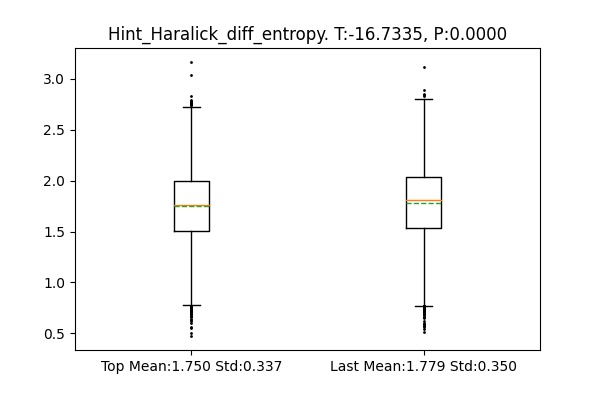 Hint_Haralick_diff_entropy. T:-16.7335, P:0.0000
3.0
2.5
2.0
1.5
1.0
0.5
Top Mean:1.750 Std:0.337
Last Mean:1.779 Std:0.350